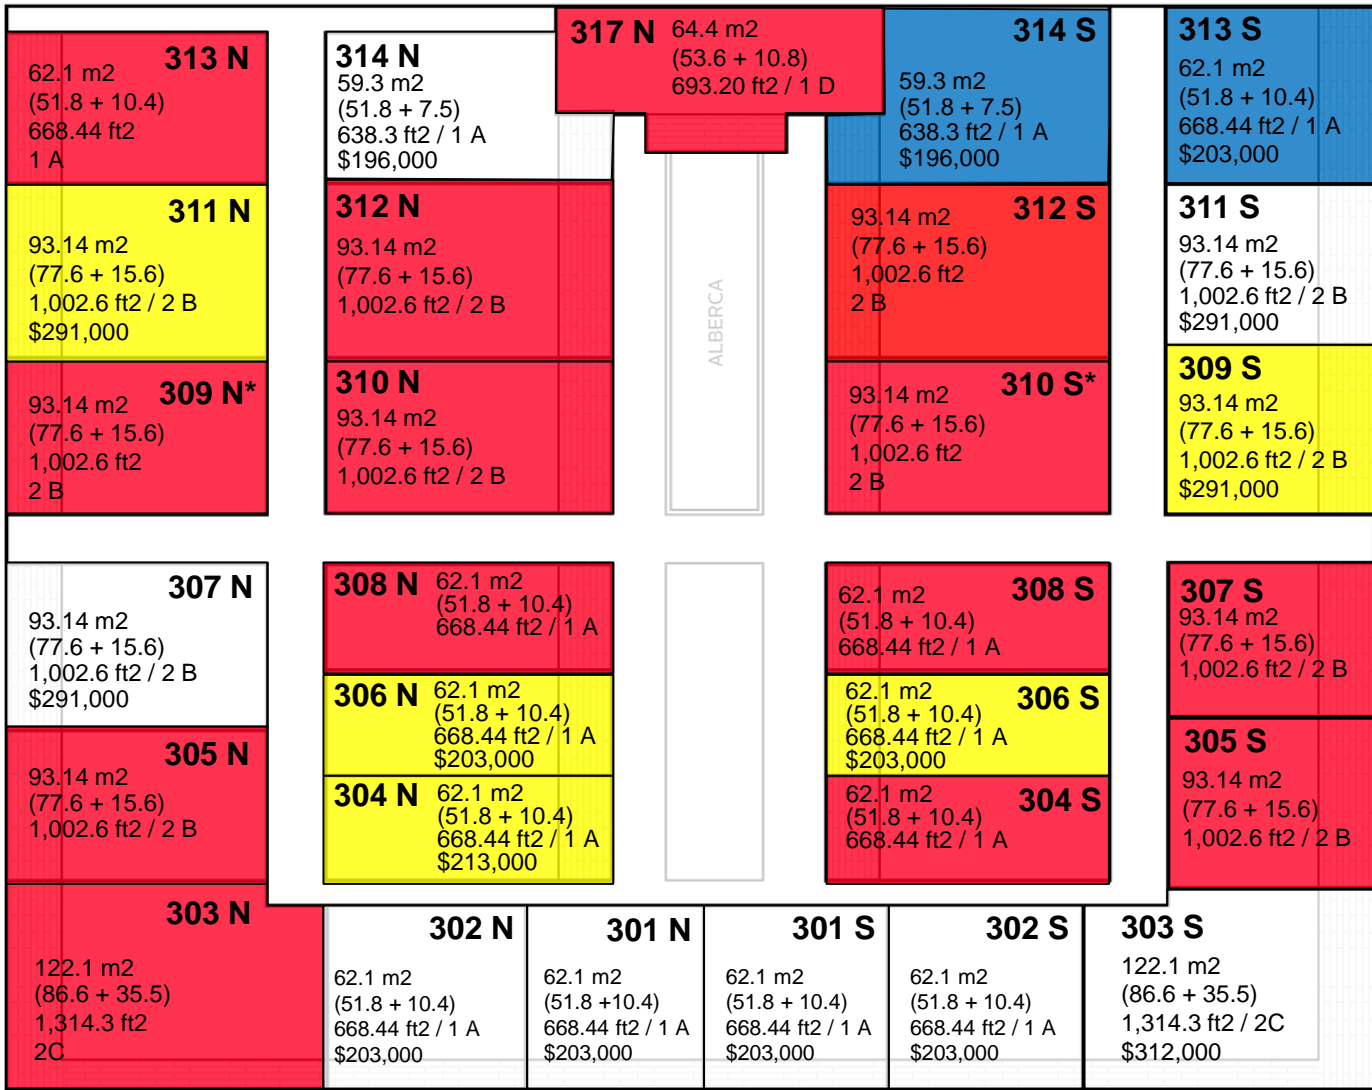 313 N
62.1 m2
(51.8 + 10.4)
668.44 ft2
1 A
314 N
59.3 m2
(51.8 + 7.5)
638.3 ft2 / 1 A
$196,000
317 N
64.4 m2
(53.6 + 10.8)
693.20 ft2 / 1 D
314 S
59.3 m2
(51.8 + 7.5)
638.3 ft2 / 1 A
$196,000
313 S
62.1 m2
(51.8 + 10.4)
668.44 ft2 / 1 A
$203,000
311 N
93.14 m2
(77.6 + 15.6)
1,002.6 ft2 / 2 B
$291,000
312 N
93.14 m2
(77.6 + 15.6)
1,002.6 ft2 / 2 B
ALBERCA
312 S
93.14 m2
(77.6 + 15.6)
1,002.6 ft2
2 B
311 S
93.14 m2
(77.6 + 15.6)
1,002.6 ft2 / 2 B
$291,000
309 N*
93.14 m2
(77.6 + 15.6)
1,002.6 ft2
2 B
310 N
93.14 m2
(77.6 + 15.6)
1,002.6 ft2 / 2 B
310 S*
93.14 m2
(77.6 + 15.6)
1,002.6 ft2
2 B
309 S
93.14 m2
(77.6 + 15.6)
1,002.6 ft2 / 2 B
$291,000
307 N
93.14 m2
(77.6 + 15.6)
1,002.6 ft2 / 2 B
$291,000
308 N
62.1 m2
(51.8 + 10.4)
668.44 ft2 / 1 A
308 S
62.1 m2
(51.8 + 10.4)
668.44 ft2 / 1 A
307 S
93.14 m2
(77.6 + 15.6)
1,002.6 ft2 / 2 B
306 N
62.1 m2
(51.8 + 10.4)
668.44 ft2 / 1 A
$203,000
306 S
62.1 m2
(51.8 + 10.4)
668.44 ft2 / 1 A
$203,000
305 N
93.14 m2
(77.6 + 15.6)
1,002.6 ft2 / 2 B
304 N
62.1 m2
(51.8 + 10.4)
668.44 ft2 / 1 A
$213,000
304 S
62.1 m2
(51.8 + 10.4)
668.44 ft2 / 1 A
305 S
93.14 m2
(77.6 + 15.6)
1,002.6 ft2 / 2 B
303 N
122.1 m2
(86.6 + 35.5)
1,314.3 ft2
2C
302 N
62.1 m2
(51.8 + 10.4)
668.44 ft2 / 1 A
$203,000
301 N
62.1 m2
(51.8 +10.4)
668.44 ft2 / 1 A
$203,000
301 S
62.1 m2
(51.8 + 10.4)
668.44 ft2 / 1 A
$203,000
302 S
62.1 m2
(51.8 + 10.4)
668.44 ft2 / 1 A
$203,000
303 S
122.1 m2
(86.6 + 35.5)
1,314.3 ft2 / 2C
$312,000